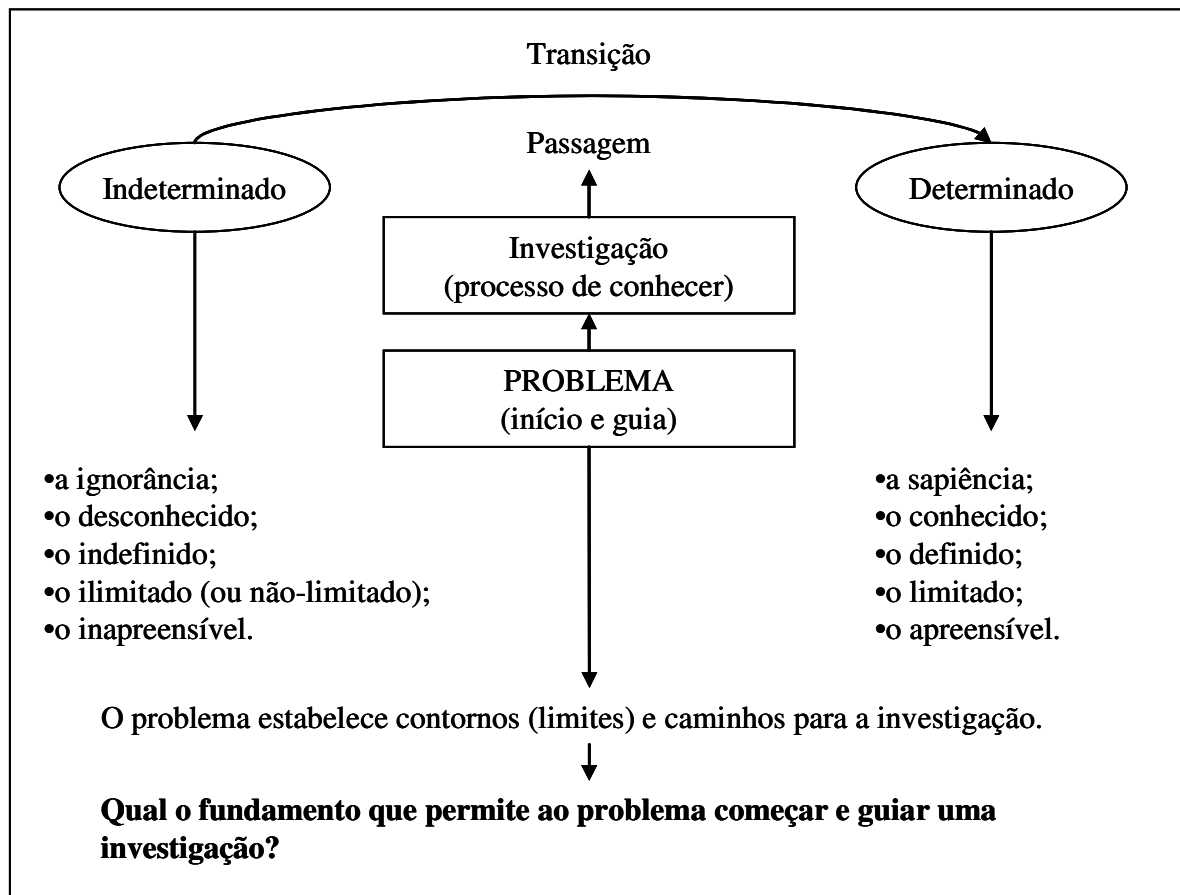 Transição
Passagem
Indeterminado
Determinado
Investigação
(processo de conhecer)
PROBLEMA
(início e guia)
•a ignorância;
•o desconhecido;
•o indefinido;
•o ilimitado (ou não-limitado);
•o inapreensível.
•a sapiência;
•o conhecido;
•o definido;
•o limitado;
•o apreensível.
O problema estabelece contornos (limites) e caminhos para a investigação.
Qual o fundamento que permite ao problema começar e guiar uma
investigação?